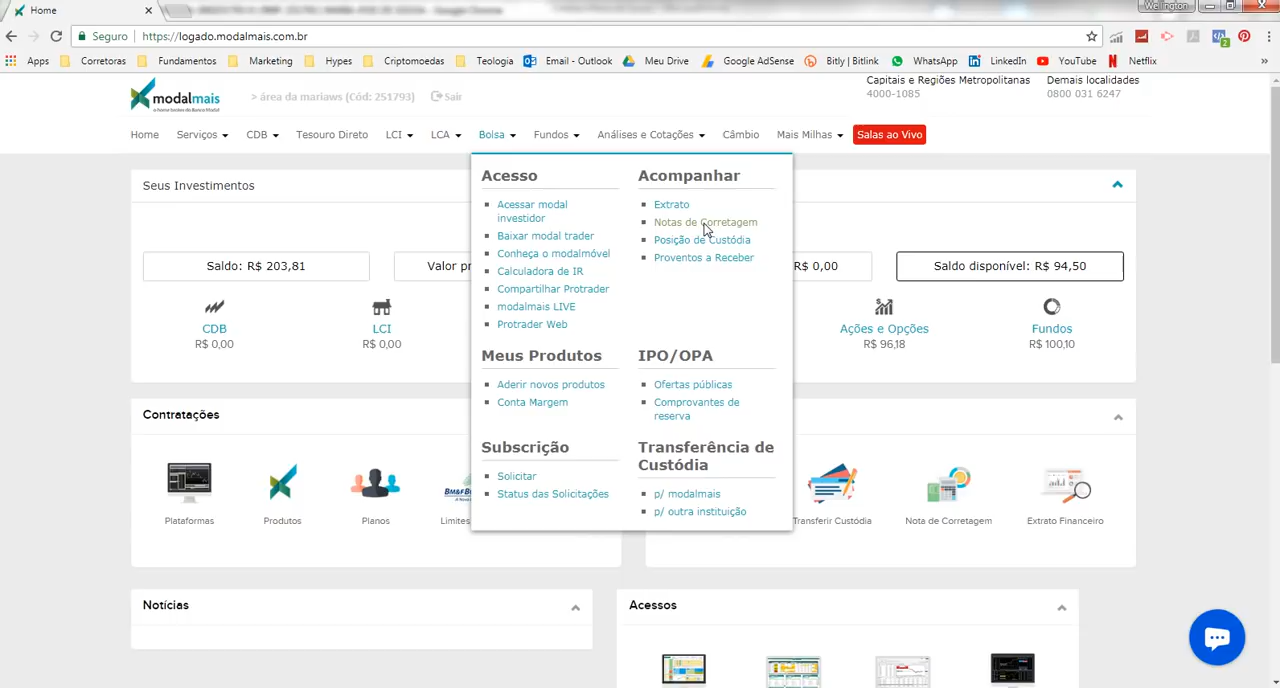 Home
Wellington
Seguro
https://logado.modalmais.com.br
Apps Corretoras Fundamentos Marketing Hypes Criptomoedas Teologia Email - Outlook Meu Drive Google AdSense Bitly | Bitlink WhatsApp LinkedIn YouTube Netflix »
modalmais
> área da mariaws (Cód: 251793) Sair
Capitais e Regiões Metropolitanas
4000-1085
Demais localidades
0800 031 6247
Home Serviços CDB Tesouro Direto LCI LCA Bolsa Fundos Análises e Cotações Câmbio Mais Milhas Salas ao Vivo
Seus Investimentos
Saldo: R$ 203,81
Valor pr
R$ 0,00
Saldo disponível: R$ 94,50
CDB
R$ 0,00
LCI
R$ 0,00
Ações e Opções
R$ 96,18
Fundos
R$ 100,10
Acesso
Acessar modal
investidor
Baixar modal trader
Conheça o modalmóvel
Calculadora de IR
Compartilhar Protrader
modalmais LIVE
Protrader Web
Acompanhar
Extrato
Notas de Corretagem
Posição de Custódia
Proventos a Receber
Meus Produtos
Aderir novos produtos
Conta Margem
IPO/OPA
Ofertas públicas
Comprovantes de
reserva
Subscrição
Solicitar
Status das Solicitações
Transferência de
Custódia
p/ modalmais
p/ outra instituição
Contratações
Plataformas
Produtos
Planos
BM&F
Limites
Transferir Custódia
Nota de Corretagem
Extrato Financeiro
Notícias
Acessos